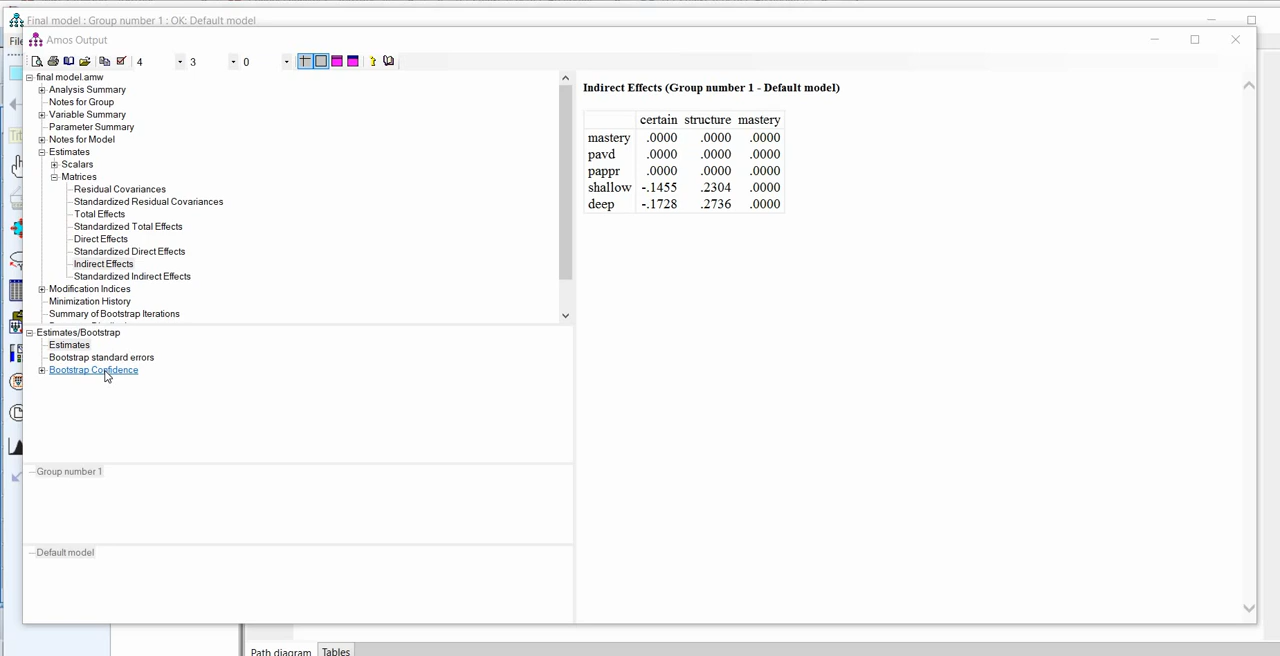 Final model : Group number 1 : OK: Default model
File
Amos Output
4 3 0
final model.amw
Analysis Summary
Notes for Group
Variable Summary
Parameter Summary
Notes for Model
Estimates
Scalars
Matrices
Residual Covariances
Standardized Residual Covariances
Total Effects
Standardized Total Effects
Direct Effects
Standardized Direct Effects
Indirect Effects
Standardized Indirect Effects
Modification Indices
Minimization History
Summary of Bootstrap Iterations
Estimates/Bootstrap
Estimates
Bootstrap standard errors
Bootstrap Confidence
Group number 1
Default model
Indirect Effects (Group number 1 - Default model)
certain structure mastery
mastery .0000 .0000 .0000
pavd .0000 .0000 .0000
pappr .0000 .0000 .0000
shallow -.1455 .2304 .0000
deep -.1728 .2736 .0000
Path diagram Tables